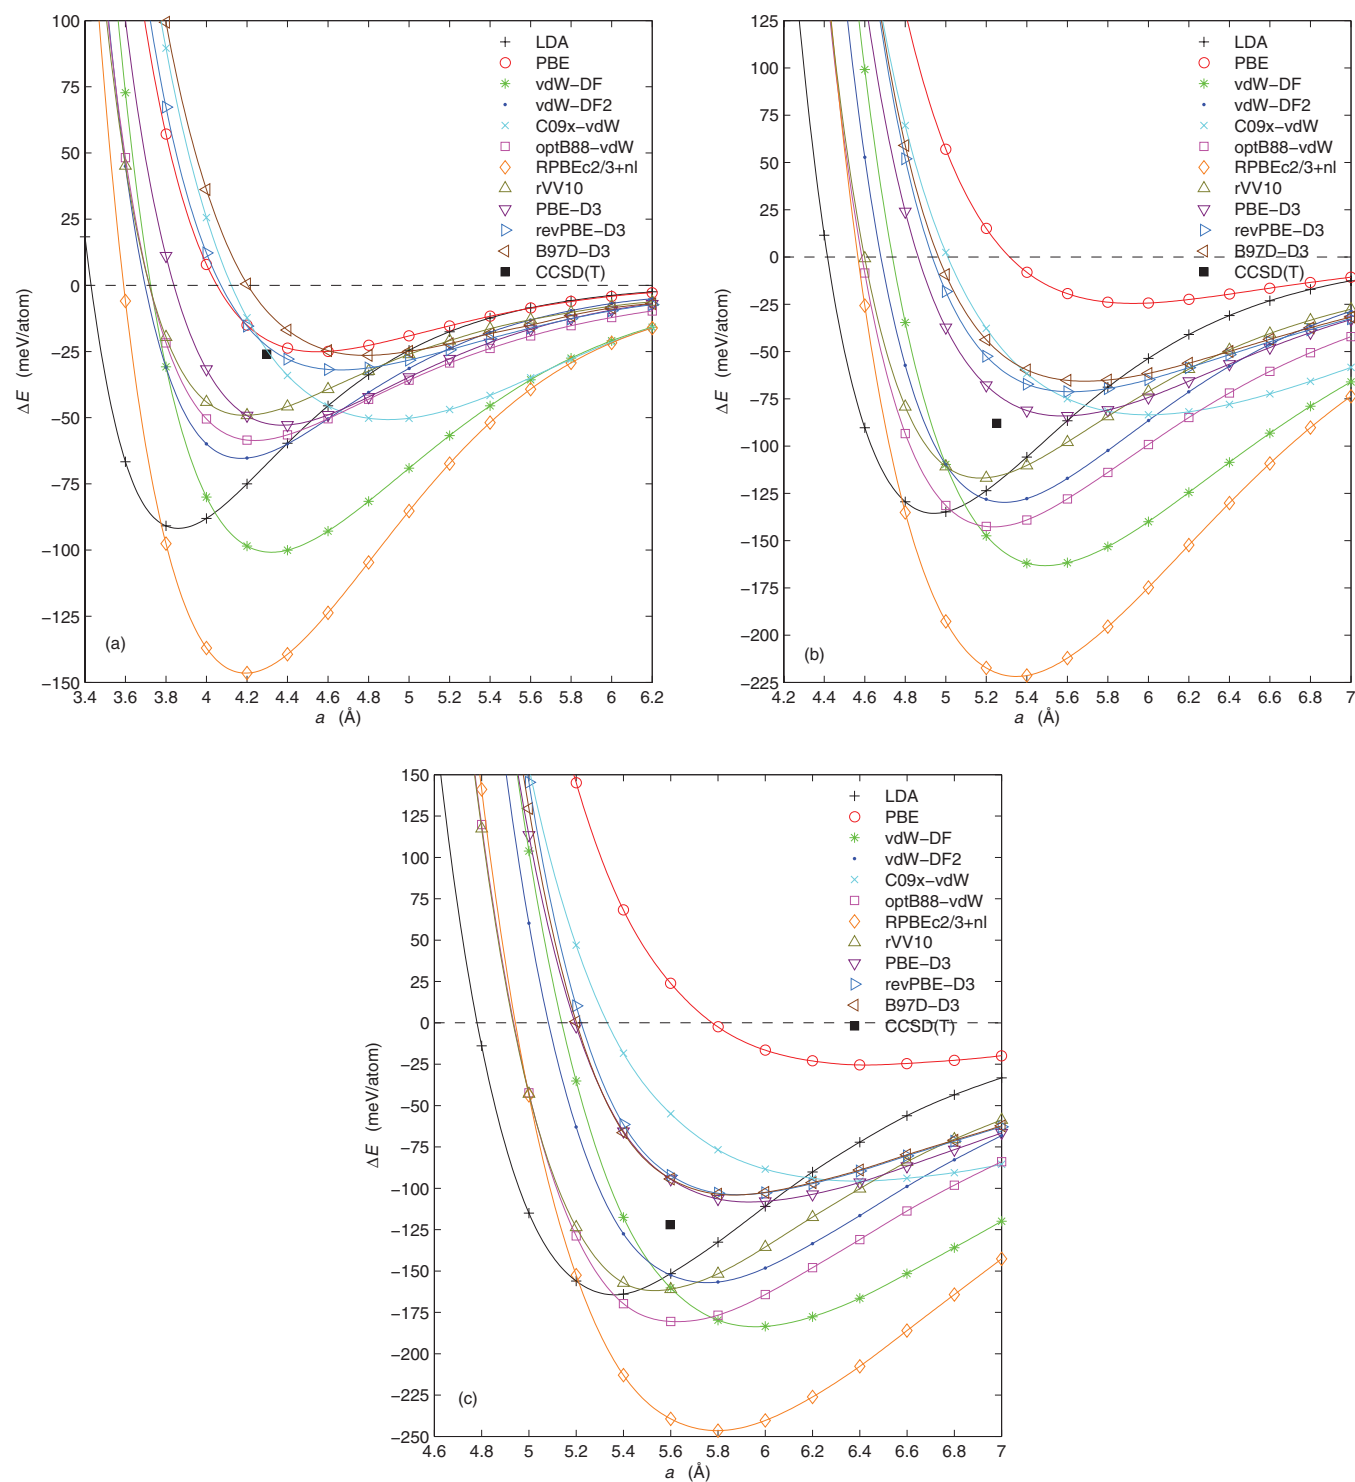 100
75
50
25
0
−25
−50
−75
−100
−125
−150
ΔE (meV/atom)
3.4 3.6 3.8 4 4.2 4.4 4.6 4.8 5 5.2 5.4 5.6 5.8 6 6.2
a (Å)
(a)
LDA
PBE
vdW−DF
vdW−DF2
C09x−vdW
optB88−vdW
RPBEc2/3+nl
rVV10
PBE−D3
revPBE−D3
B97D−D3
CCSD(T)
125
100
75
50
25
0
−25
−50
−75
−100
−125
−150
−175
−200
−225
ΔE (meV/atom)
4.2 4.4 4.6 4.8 5 5.2 5.4 5.6 5.8 6 6.2 6.4 6.6 6.8 7
a (Å)
(b)
LDA
PBE
vdW−DF
vdW−DF2
C09x−vdW
optB88−vdW
RPBEc2/3+nl
rVV10
PBE−D3
revPBE−D3
B97D−D3
CCSD(T)
150
125
100
75
50
25
0
−25
−50
−75
−100
−125
−150
−175
−200
−225
−250
ΔE (meV/atom)
4.6 4.8 5 5.2 5.4 5.6 5.8 6 6.2 6.4 6.6 6.8 7
a (Å)
(c)
LDA
PBE
vdW−DF
vdW−DF2
C09x−vdW
optB88−vdW
RPBEc2/3+nl
rVV10
PBE−D3
revPBE−D3
B97D−D3
CCSD(T)